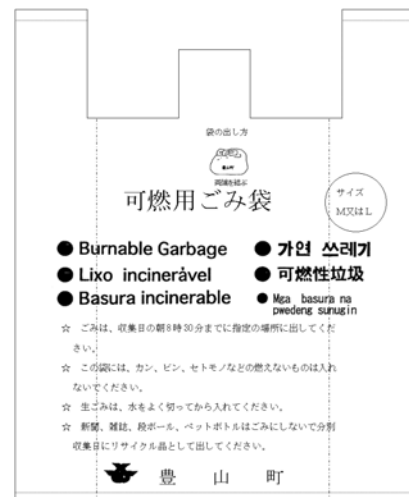 袋の出し方
豊山町
両端を結ぶ
可燃用ごみ袋
サイズ
M又はL
● Burnable Garbage
● 가연 쓰레기
● Lixo incineråvel
● 可燃性垃圾
● Basura incinerable
● Mga basura na
pwedeng sunugin
☆ ごみは、収集日の朝8時30分までに指定の場所に出してくだ
さい。
☆ この袋には、カン、ビン、セトモノなどの燃えないものは入れ
ないでください。
☆ 生ごみは、水をよく切ってから入れてください。
☆ 新聞、雑誌、段ボール、ペットボトルはごみにしないで分別
収集日にリサイクル品として出してください。
豊山町